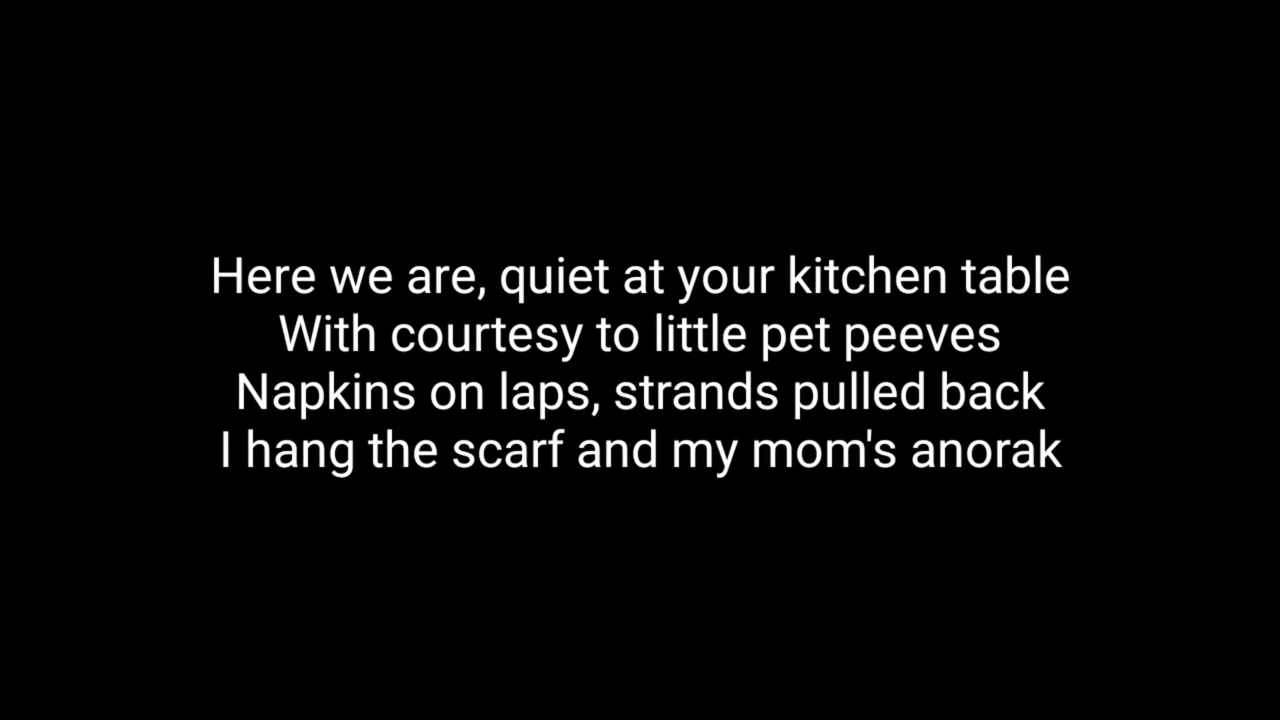 Here we are, quiet at your kitchen table
With courtesy to little pet peeves
Napkins on laps, strands pulled back
I hang the scarf and my mom's anorak